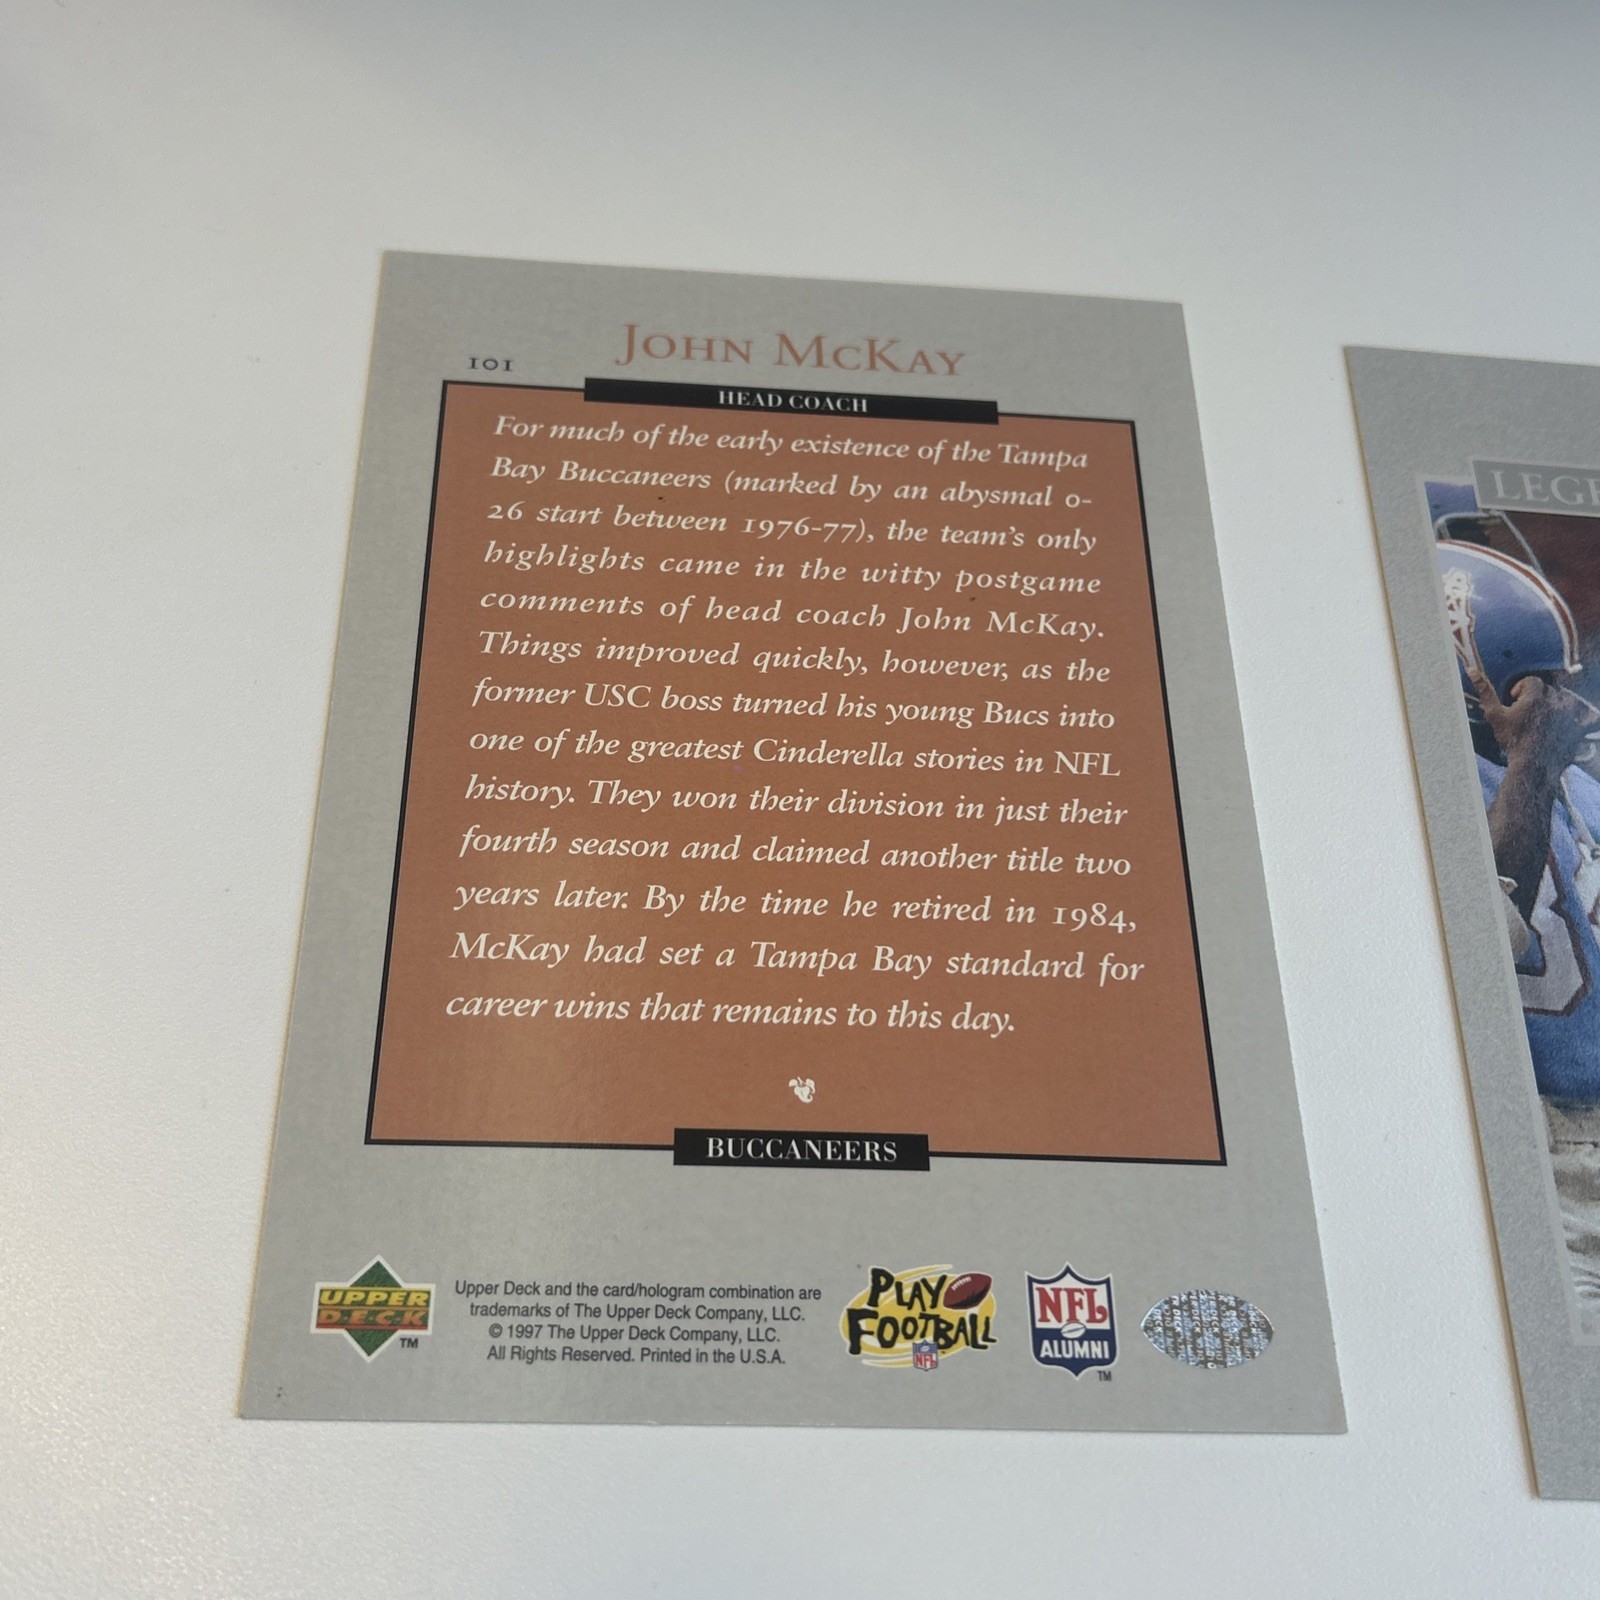 JOHN MCKAY
101
HEAD COACH
For much of the early existence of the Tampa
Bay Buccaneers (marked by an abysmal 0-
26 start between 1976-77), the team's only
highlights came in the witty postgame
comments of head coach John McKay.
Things improved quickly, however, as the
former USC boss turned his young Bucs into
one of the greatest Cinderella stories in NFL
history. They won their division in just their
fourth season and claimed another title two
years later. By the time he retired in 1984,
McKay had set a Tampa Bay standard for
career wins that remains to this day.
BUCCANEERS
UPPER
DECK
TM
Upper Deck and the card/hologram combination are
trademarks of The Upper Deck Company, LLC.
© 1997 The Upper Deck Company, LLC.
All Rights Reserved. Printed in the U.S.A.
PLAY
FOOTBALL
NFL
NFL
ALUMNI
TM